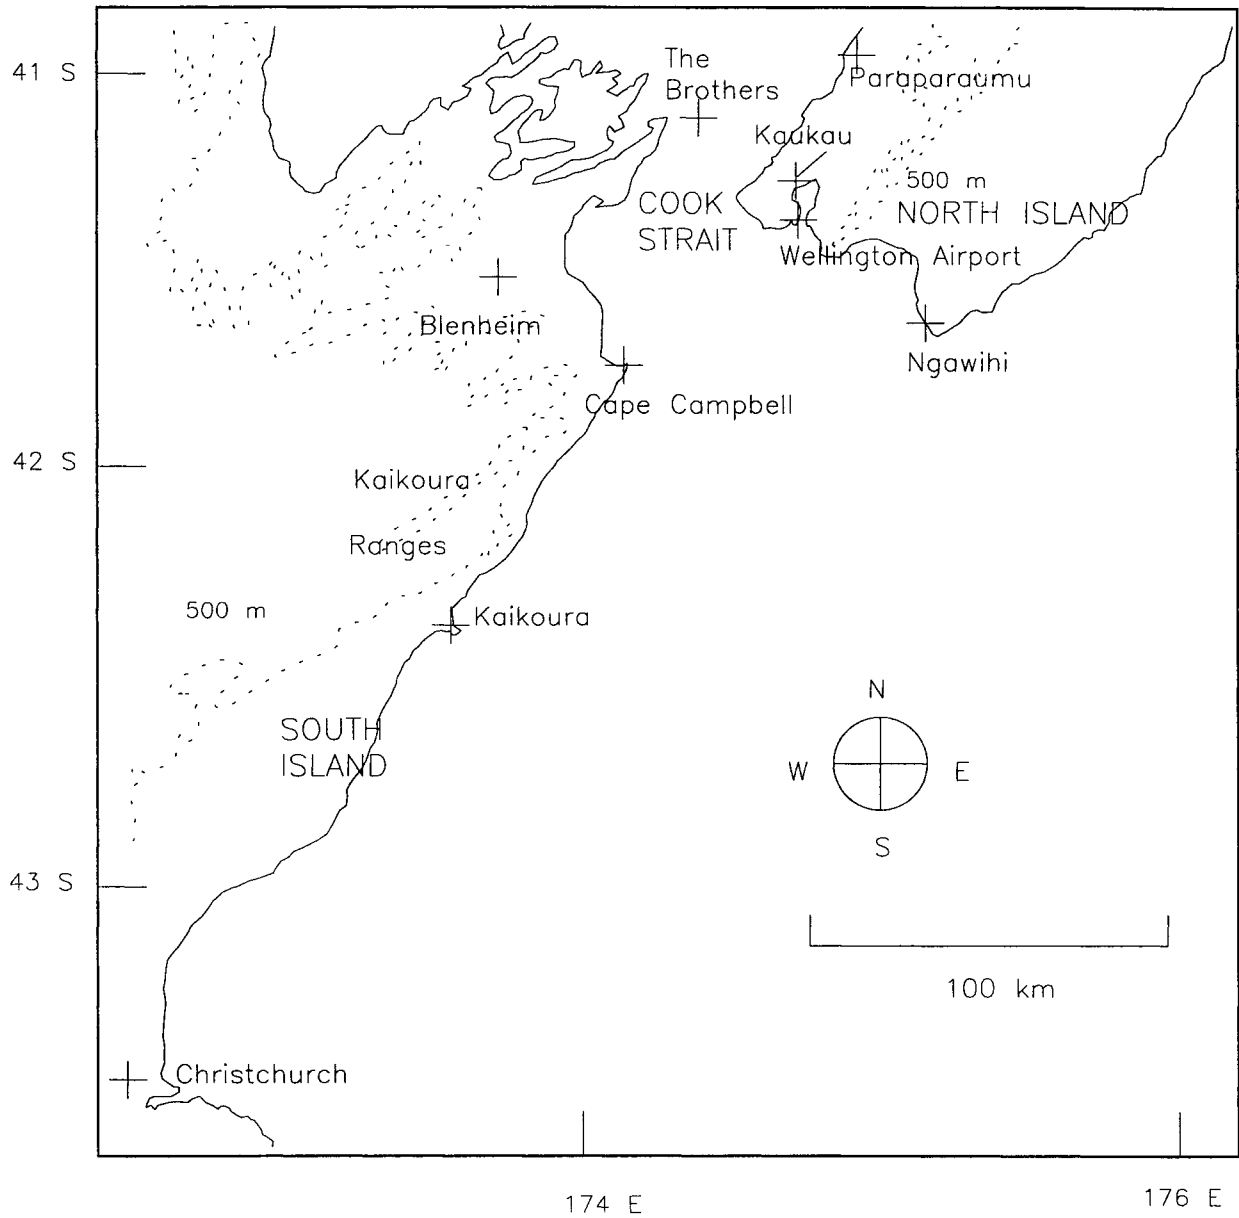 41 S
The
Brothers
Paraparaumu
Kaukau
500 m
COOK
STRAIT
NORTH ISLAND
Wellington Airport
Blenheim
Ngawihi
Cape Campbell
42 S
Kaikoura
Ranges
500 m
Kaikoura
N
SOUTH
ISLAND
W
E
S
43 S
100 km
Christchurch
174 E
176 E